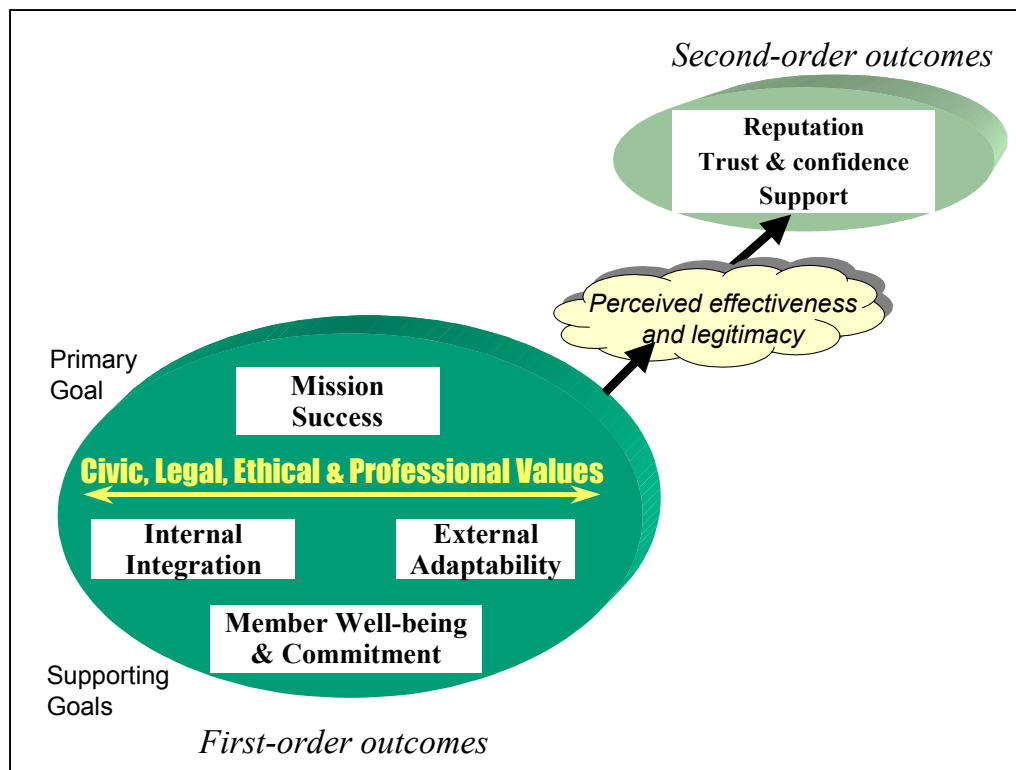 Second-order outcomes
Reputation
Trust & confidence
Support
Perceived effectiveness
and legitimacy
Primary
Goal
Mission
Success
Civic, Legal, Ethical & Professional Values
Internal
Integration
External
Adaptability
Member Well-being
& Commitment
Supporting
Goals
First-order outcomes